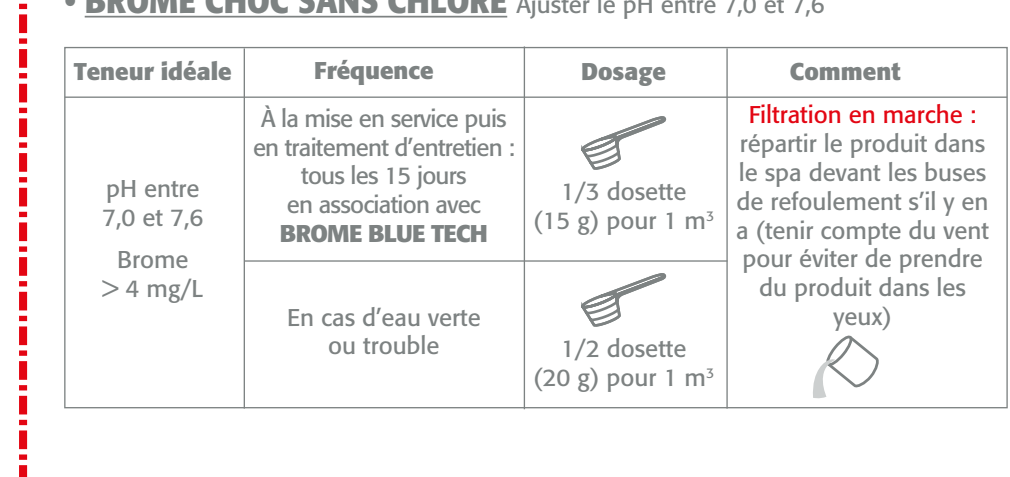 • BROME CHOC SANS CHLORE Ajuster le pH entre 7,0 et 7,6
Teneur idéale
Fréquence
Dosage
Comment
pH entre
7,0 et 7,6
Brome
> 4 mg/L
À la mise en service puis
en traitement d’entretien :
tous les 15 jours
en association avec
BROME BLUE TECH
1/3 dosette
(15 g) pour 1 m³
Filtration en marche :
répartir le produit dans
le spa devant les buses
de refoulement s’il y en
a (tenir compte du vent
pour éviter de prendre
du produit dans les
yeux)
En cas d’eau verte
ou trouble
1/2 dosette
(20 g) pour 1 m³